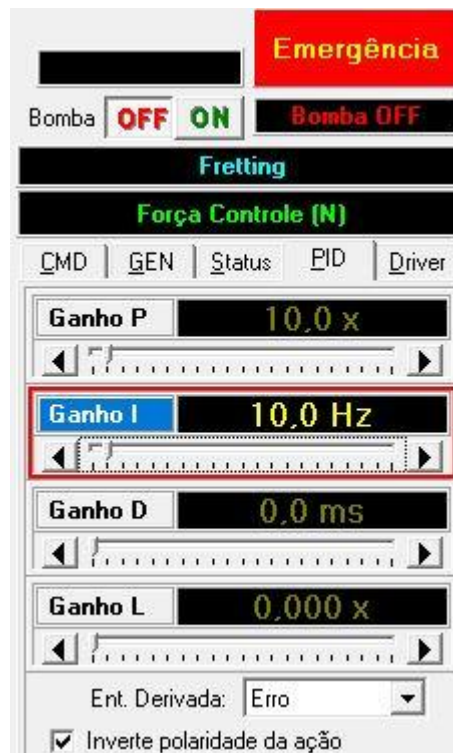 Emergência
Bomba OFF ON Bomba OFF
Fretting
Força Controle (N)
CMD GEN Status PID Driver
Ganho P 10,0 x
Ganho I 10,0 Hz
Ganho D 0,0 ms
Ganho L 0,000 x
Ent. Derivada: Erro
Inverte polaridade da ação